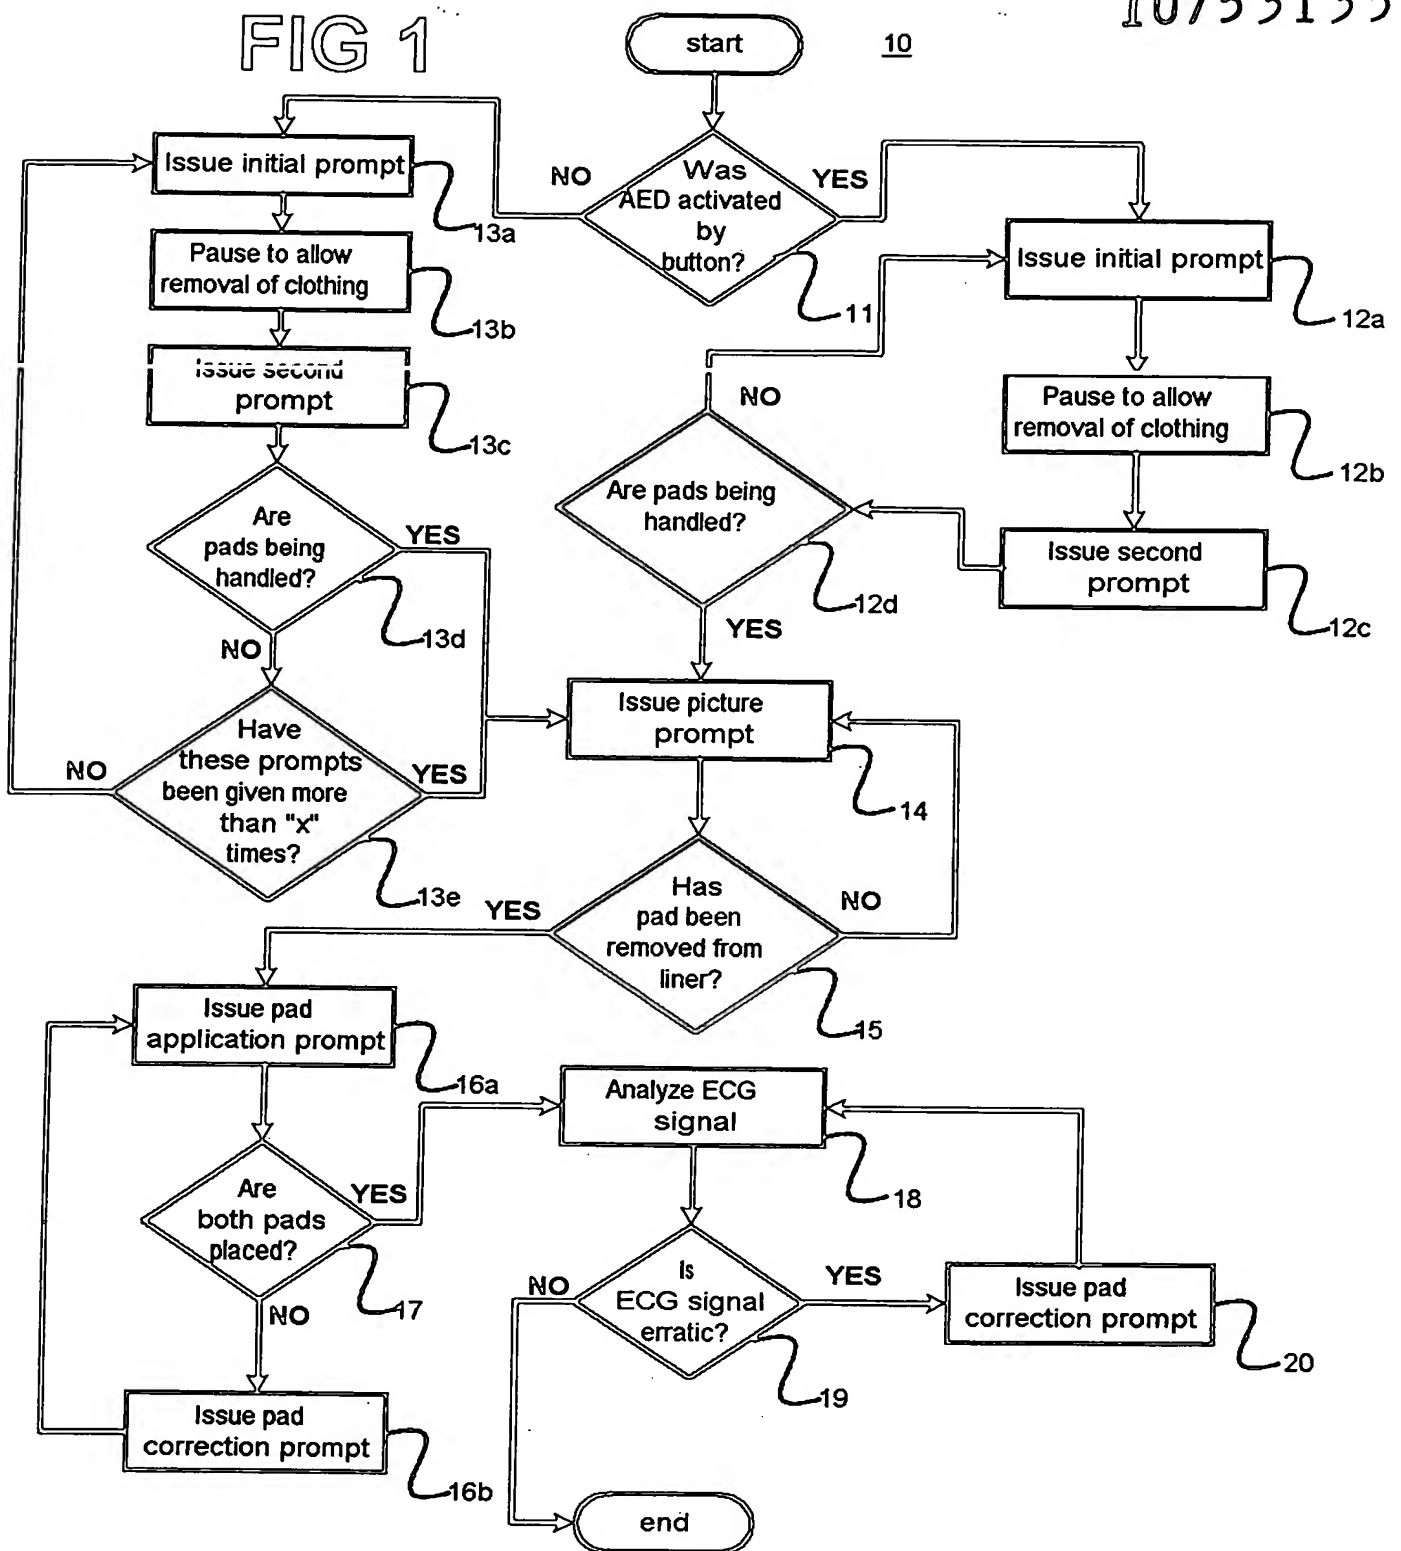 FIG 1
start
10
NO
Was
AED activated
by
button?
YES
11
Issue initial prompt
13a
Pause to allow
removal of clothing
13b
Issue second
prompt
13c
Are
pads being
handled?
YES
NO
13d
Have
these prompts
been given more
than "x"
times?
NO
YES
13e
Issue initial prompt
12a
Pause to allow
removal of clothing
12b
Issue second
prompt
12c
NO
Are pads being
handled?
12d
YES
Issue picture
prompt
14
Has
pad been
removed from
liner?
YES
NO
15
Issue pad
application prompt
16a
Are
both pads
placed?
YES
NO
17
Issue pad
correction prompt
16b
Analyze ECG
signal
18
Is
ECG signal
erratic?
NO
YES
19
Issue pad
correction prompt
20
end